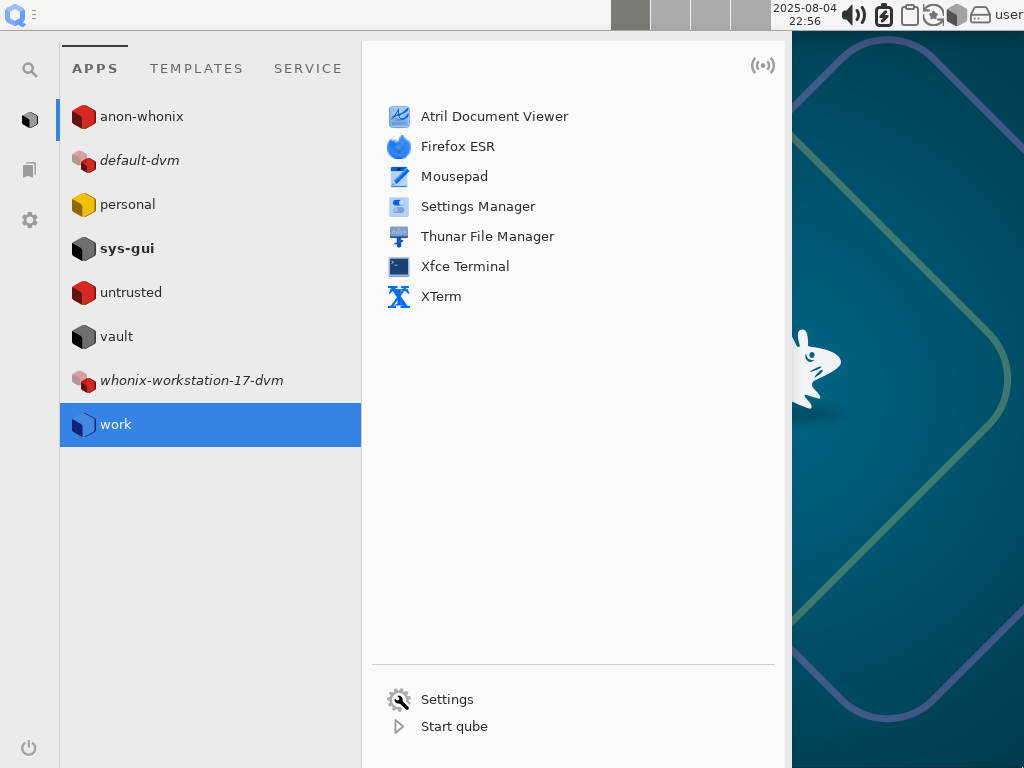 2025-08-04
22:56
user
APPS TEMPLATES SERVICE
anon-whonix
default-dvm
personal
sys-gui
untrusted
vault
whonix-workstation-17-dvm
work
Atril Document Viewer
Firefox ESR
Mousepad
Settings Manager
Thunar File Manager
Xfce Terminal
XTerm
Settings
Start qube